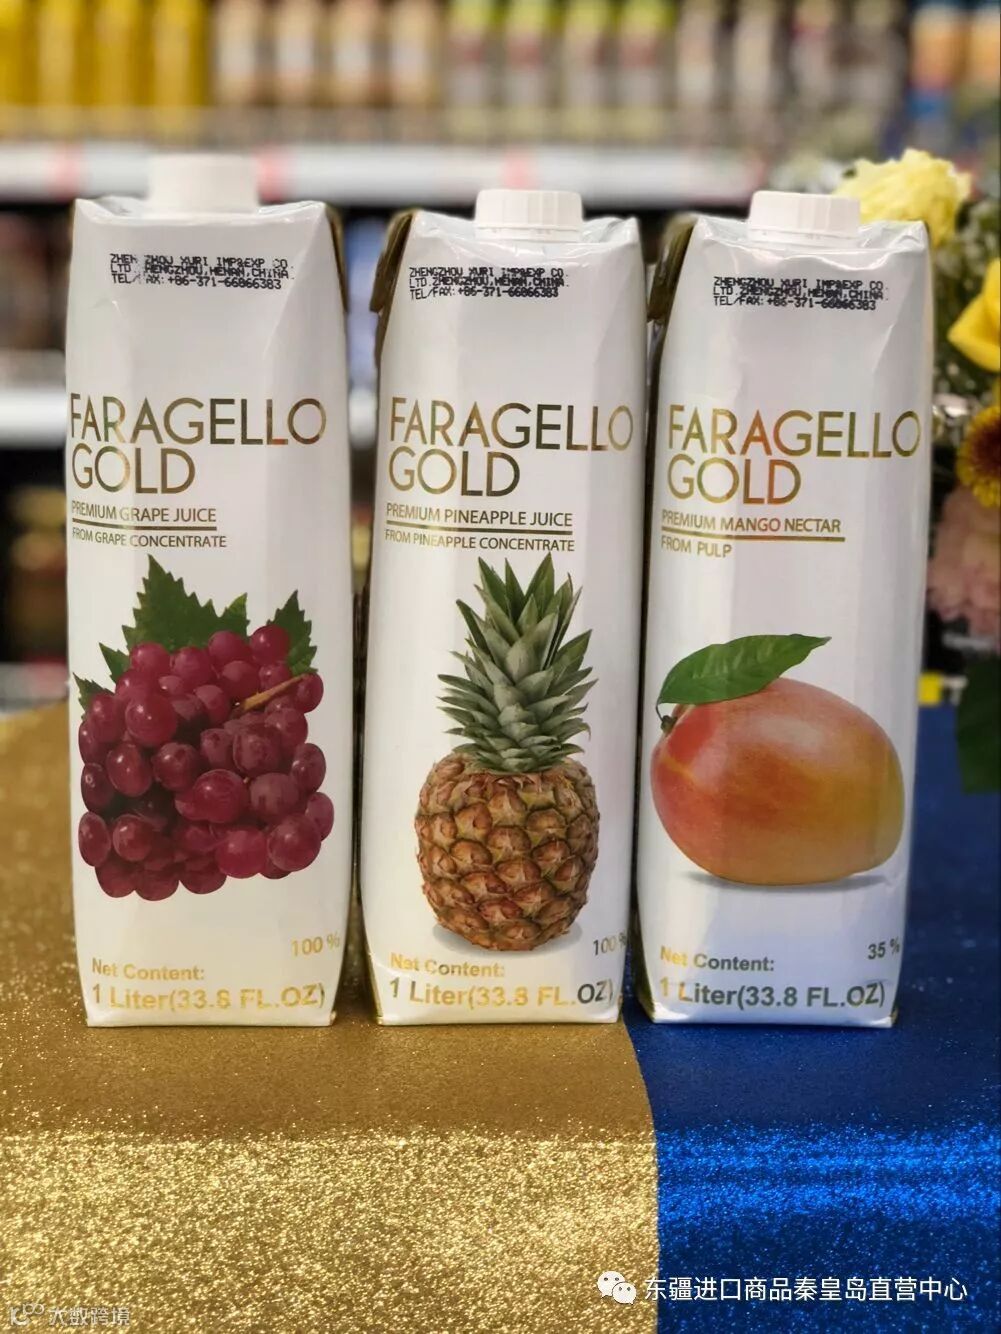 ZHENGZHOU YURI IMP&EXP CO.
LTD.ZHENGZHOU,HENAN,CHINA.
TEL/FAX:+86-371-66866383
FARAGELLO
GOLD
PREMIUM GRAPE JUICE
FROM GRAPE CONCENTRATE
100 %
Net Content:
1 Liter(33.8 FL.OZ)
ZHENGZHOU YURI IMP&EXP CO.
LTD.ZHENGZHOU,HENAN,CHINA.
TEL/FAX:+86-371-66866383
FARAGELLO
GOLD
PREMIUM PINEAPPLE JUICE
FROM PINEAPPLE CONCENTRATE
100 %
Net Content:
1 Liter(33.8 FL.OZ)
ZHENGZHOU YURI IMP&EXP CO.
LTD.ZHENGZHOU,HENAN,CHINA.
TEL/FAX:+86-371-66866383
FARAGELLO
GOLD
PREMIUM MANGO NECTAR
FROM PULP
35 %
Net Content:
1 Liter(33.8 FL.OZ)
东疆进口商品秦皇岛直营中心
大数跨境